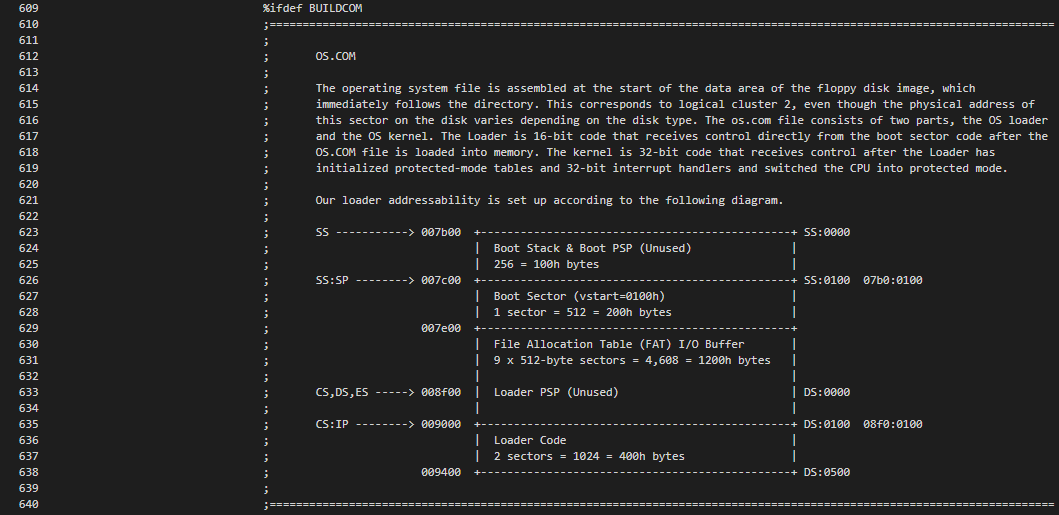 609 %ifdef BUILDCOM
610 ;=========================================================================================================================
611 ;
612 ; OS.COM
613 ;
614 ; The operating system file is assembled at the start of the data area of the floppy disk image, which
615 ; immediately follows the directory. This corresponds to logical cluster 2, even though the physical address of
616 ; this sector on the disk varies depending on the disk type. The os.com file consists of two parts, the OS loader
617 ; and the OS kernel. The Loader is 16-bit code that receives control directly from the boot sector code after the
618 ; OS.COM file is loaded into memory. The kernel is 32-bit code that receives control after the Loader has
619 ; initialized protected-mode tables and 32-bit interrupt handlers and switched the CPU into protected mode.
620 ;
621 ; Our loader addressability is set up according to the following diagram.
622 ;
623 ; SS -----------> 007b00 +-----------------------------------------------+ SS:0000
624 ; | Boot Stack & Boot PSP (Unused) |
625 ; | 256 = 100h bytes |
626 ; SS:SP --------> 007c00 +-----------------------------------------------+ SS:0100 07b0:0100
627 ; | Boot Sector (vstart=0100h) |
628 ; | 1 sector = 512 = 200h bytes |
629 ; 007e00 +-----------------------------------------------+
630 ; | File Allocation Table (FAT) I/O Buffer |
631 ; | 9 x 512-byte sectors = 4,608 = 1200h bytes |
632 ; | |
633 ; CS,DS,ES -----> 008f00 | Loader PSP (Unused) | DS:0000
634 ; | |
635 ; CS:IP --------> 009000 +-----------------------------------------------+ DS:0100 08f0:0100
636 ; | Loader Code |
637 ; | 2 sectors = 1024 = 400h bytes |
638 ; 009400 +-----------------------------------------------+ DS:0500
639 ;
640 ;=========================================================================================================================